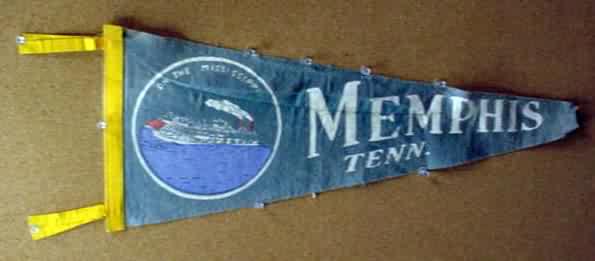 ON THE MISSISSIPPI
MEMPHIS
TENN.